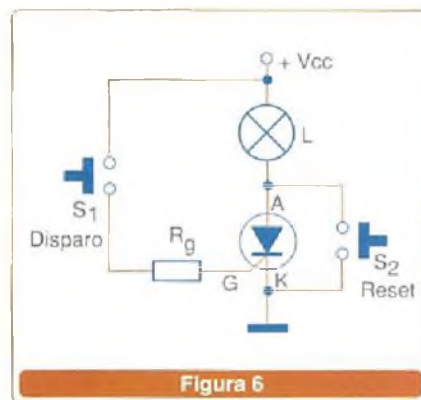 + Vcc
L
S1
Disparo
Rg
A
G
K
S2
Reset
Figura 6